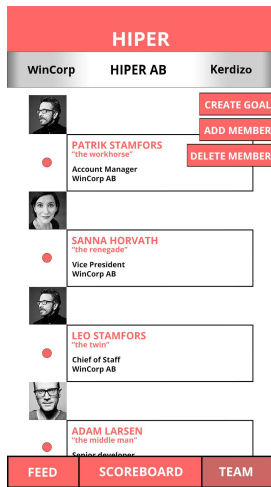 HIPER
WinCorp HIPER AB Kerdizo
CREATE GOAL
ADD MEMBER
DELETE MEMBER
PATRIK STAMFORS
"the workhorse"
Account Manager
WinCorp AB
SANNA HORVATH
"the renegade"
Vice President
WinCorp AB
LEO STAMFORS
"the twin"
Chief of Staff
WinCorp AB
ADAM LARSEN
"the middle man"
Senior developer
FEED SCOREBOARD TEAM